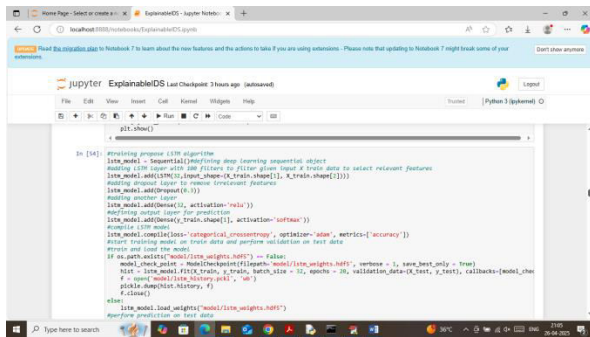 Home Page - Select or create a n
ExplainableIDS - Jupyter Notebo
localhost:8888/notebooks/ExplainableIDS.ipynb
UPDATE Read the migration plan to Notebook 7 to learn about the new features and the actions to take if you are using extensions - Please note that updating to Notebook 7 might break some of your extensions.
Don't show anymore
jupyter ExplainableIDS Last Checkpoint: 3 hours ago (autosaved)
Logout
File Edit View Insert Cell Kernel Widgets Help
Trusted Python 3 (ipykernel)
Run Code
plt.show()
In [54]: #training propose LSTM algorithm
lstm_model = Sequential()#defining deep learning sequential object
#adding LSTM layer with 100 filters to filter given input X train data to select relevant features
lstm_model.add(LSTM(32,input_shape=(X_train.shape[1], X_train.shape[2])))
#adding dropout layer to remove irrelevant features
lstm_model.add(Dropout(0.3))
#adding another layer
lstm_model.add(Dense(32, activation='relu'))
#defining output layer for prediction
lstm_model.add(Dense(y_train.shape[1], activation='softmax'))
#compile LSTM model
lstm_model.compile(loss='categorical_crossentropy', optimizer='adam', metrics=['accuracy'])
#start training model on train data and perform validation on test data
#train and load the model
if os.path.exists("model/lstm_weights.hdf5") == False:
model_check_point = ModelCheckpoint(filepath='model/lstm_weights.hdf5', verbose = 1, save_best_only = True)
hist = lstm_model.fit(X_train, y_train, batch_size = 32, epochs = 20, validation_data=(X_test, y_test), callbacks=[model_chec
f = open('model/lstm_history.pckl', 'wb')
pickle.dump(hist.history, f)
f.close()
else:
lstm_model.load_weights("model/lstm_weights.hdf5")
#perform prediction on test data
Type here to search
36°C
ENG
21:05
26-04-2025